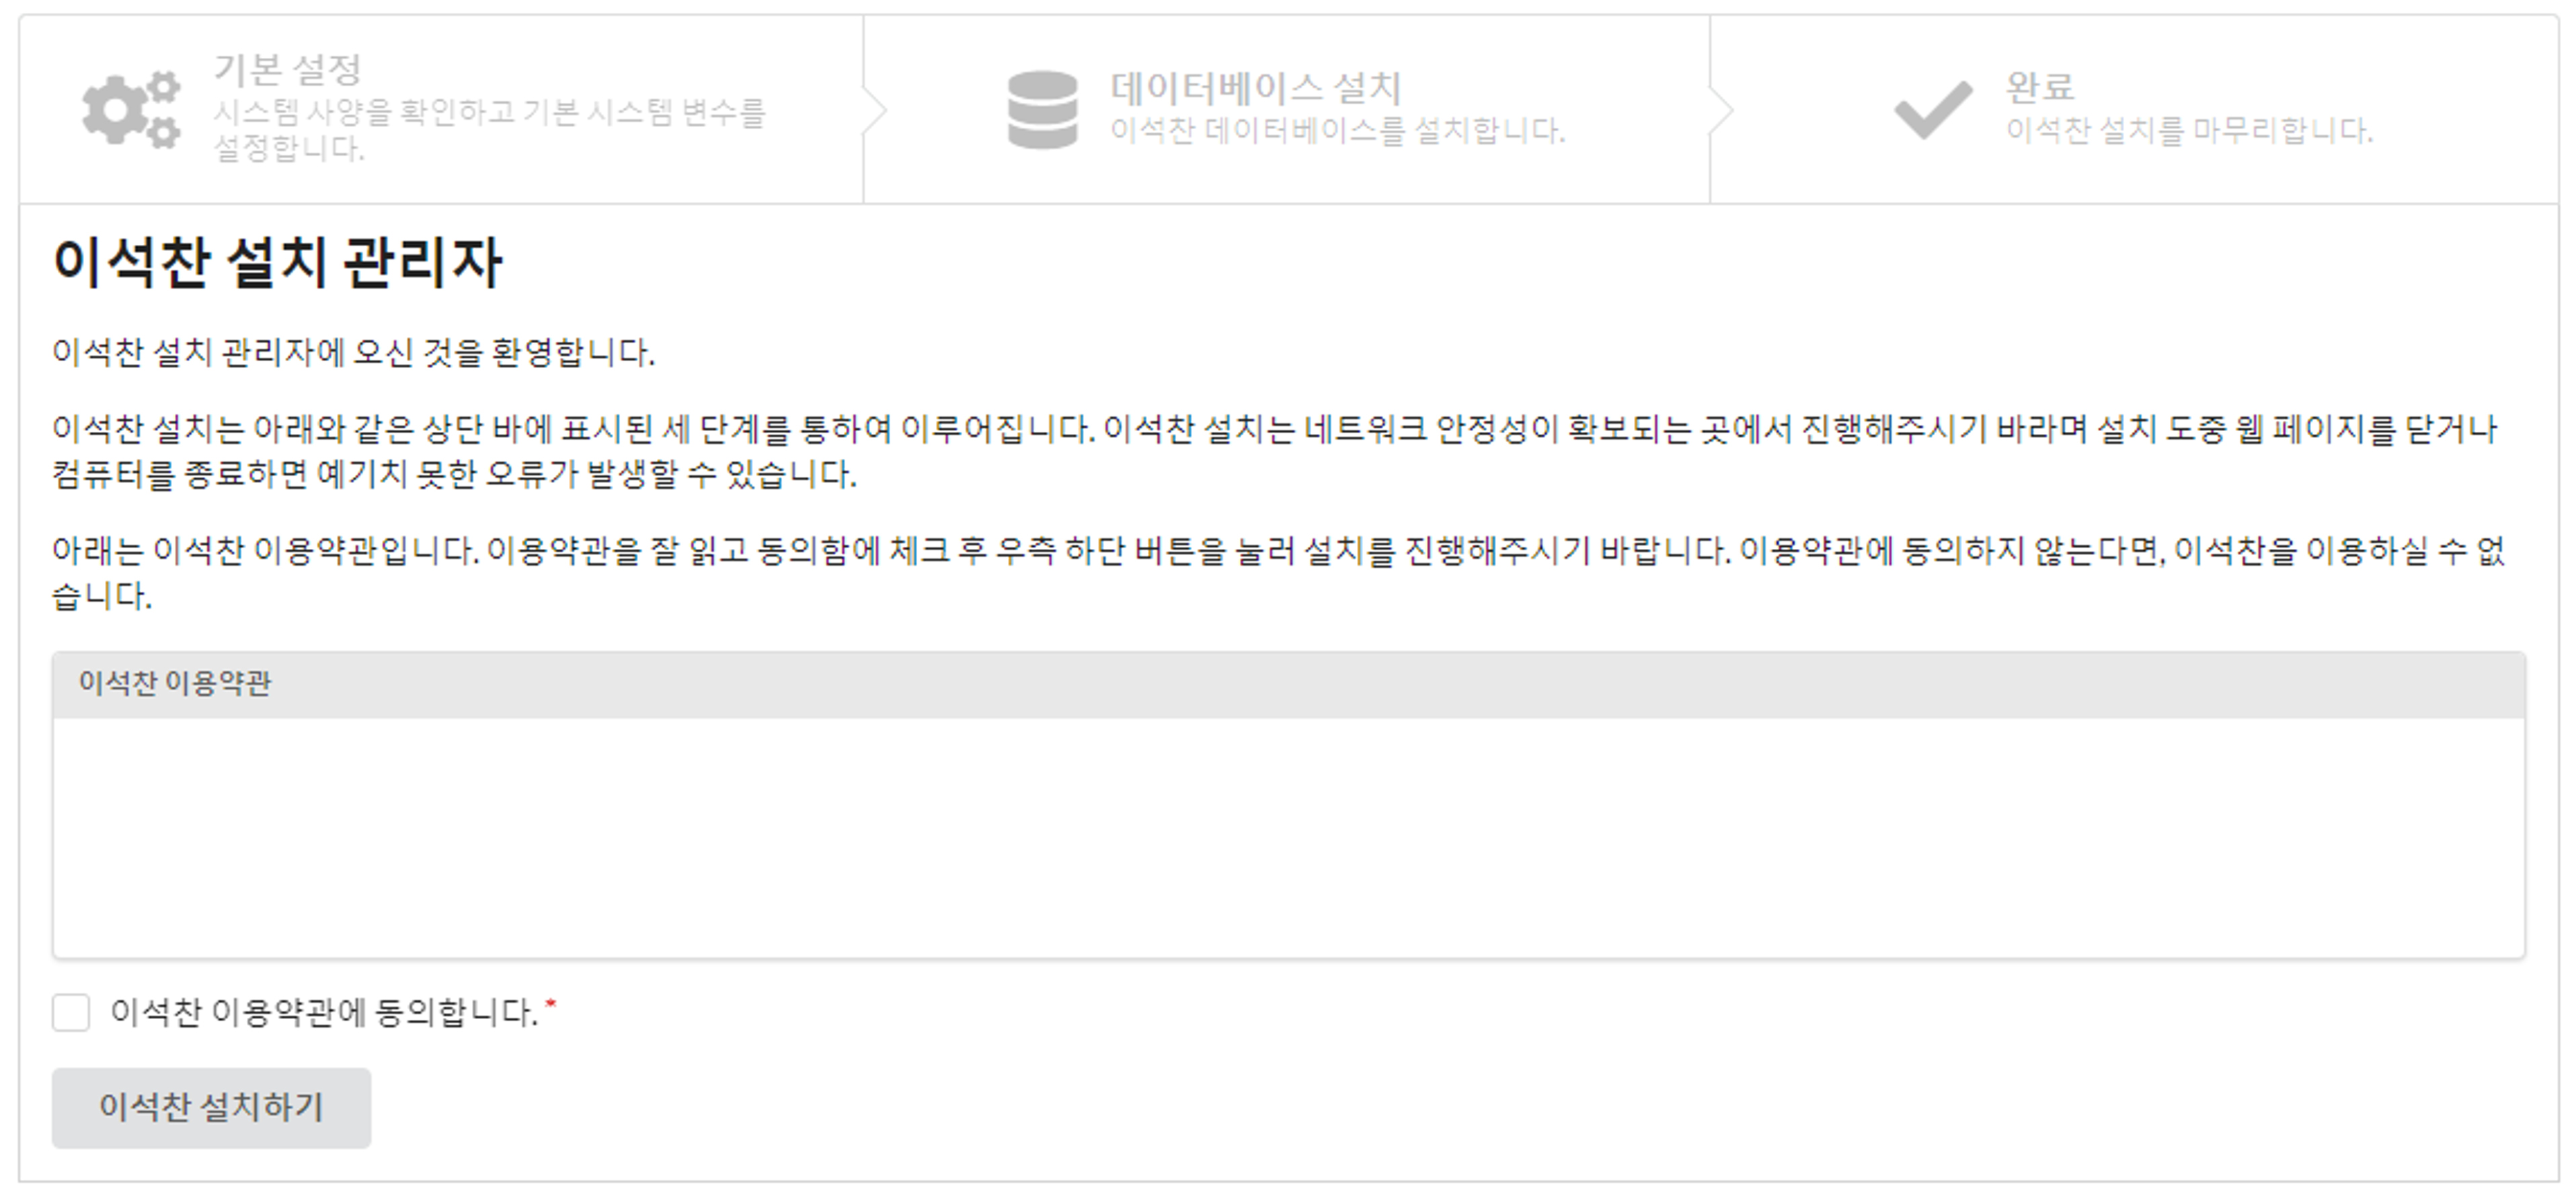 기본 설정
시스템 사양을 확인하고 기본 시스템 변수를
설정합니다.
데이터베이스 설치
이석찬 데이터베이스를 설치합니다.
완료
이석찬 설치를 마무리합니다.
이석찬 설치 관리자
이석찬 설치 관리자에 오신 것을 환영합니다.
이석찬 설치는 아래와 같은 상단 바에 표시된 세 단계를 통하여 이루어집니다. 이석찬 설치는 네트워크 안정성이 확보되는 곳에서 진행해주시기 바라며 설치 도중 웹 페이지를 닫거나
컴퓨터를 종료하면 예기치 못한 오류가 발생할 수 있습니다.
아래는 이석찬 이용약관입니다. 이용약관을 잘 읽고 동의함에 체크 후 우측 하단 버튼을 눌러 설치를 진행해주시기 바랍니다. 이용약관에 동의하지 않는다면, 이석찬을 이용하실 수 없
습니다.
이석찬 이용약관
이석찬 이용약관에 동의합니다. *
이석찬 설치하기